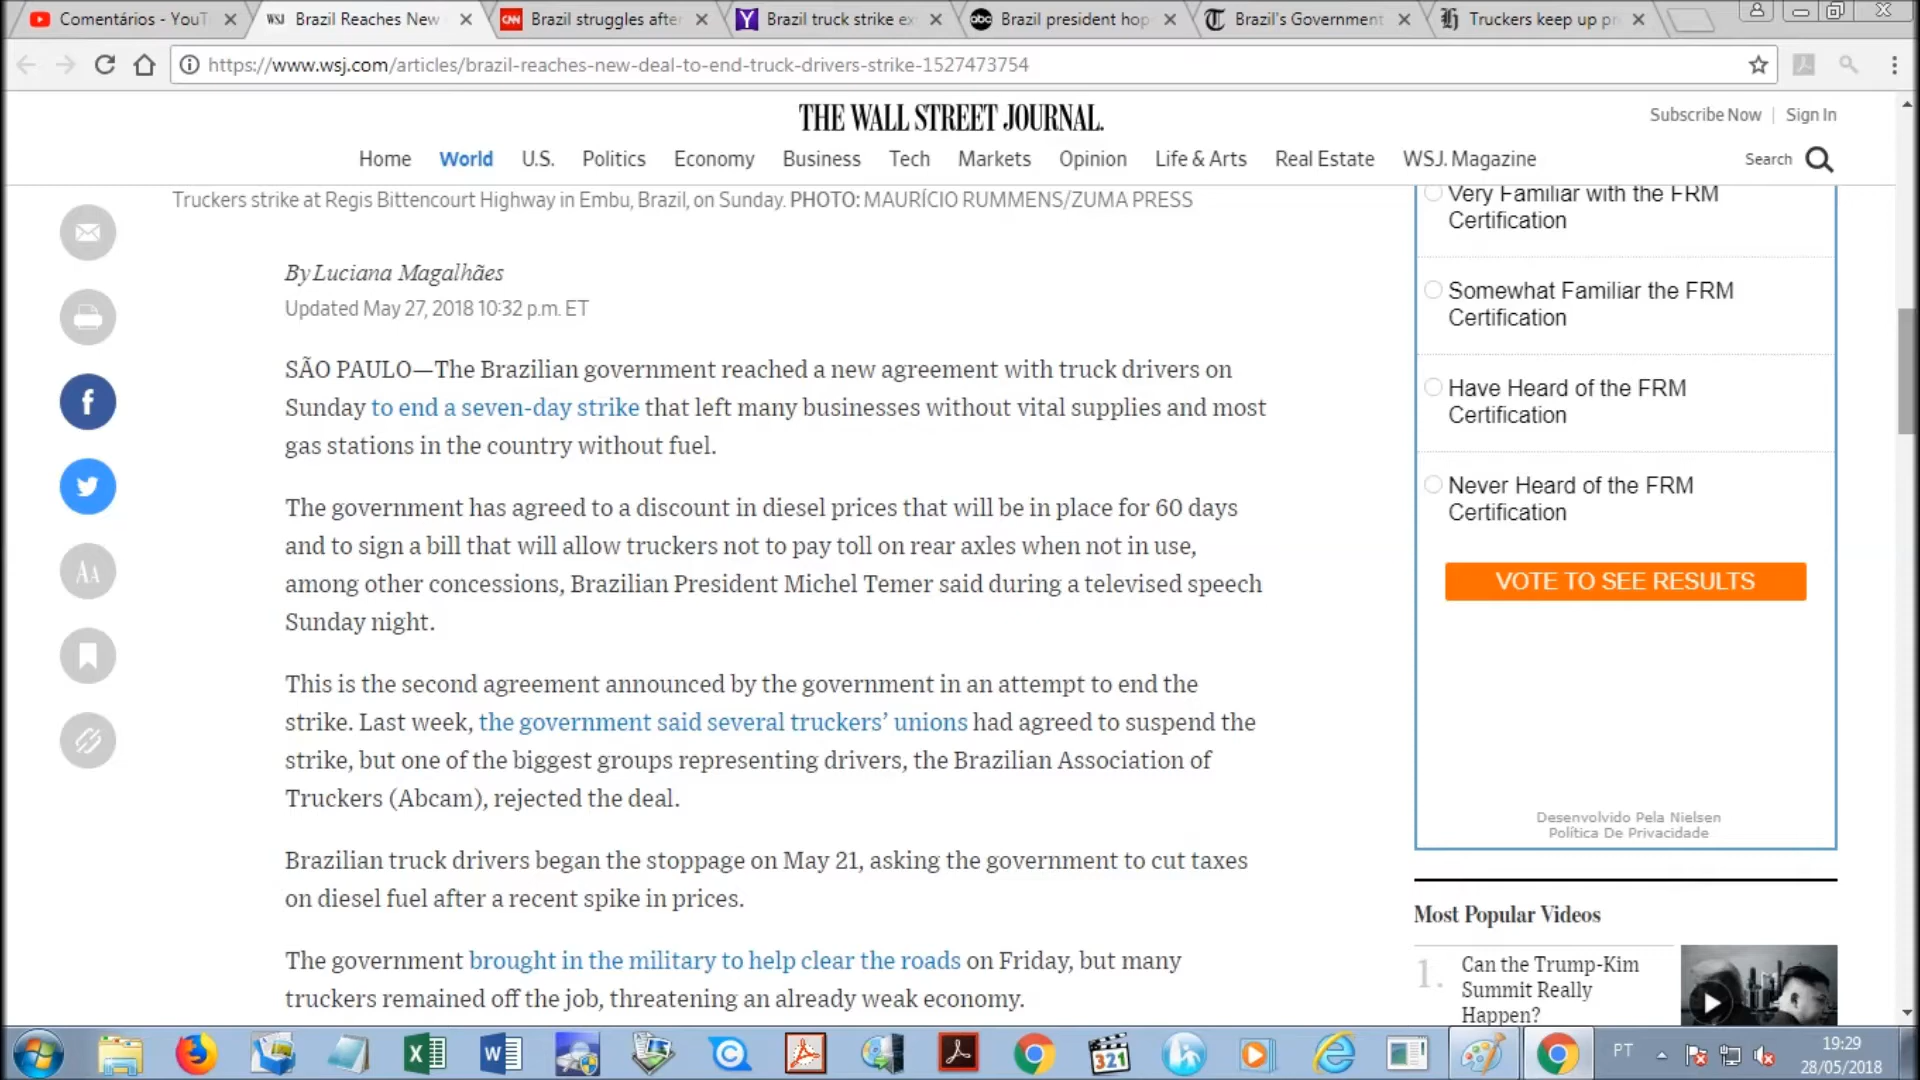 Comentários - YouT
WSJ Brazil Reaches New
CNN Brazil struggles after
Y Brazil truck strike ex
abc Brazil president hop
T Brazil's Government
h Truckers keep up pr
https://www.wsj.com/articles/brazil-reaches-new-deal-to-end-truck-drivers-strike-1527473754
THE WALL STREET JOURNAL.
Subscribe Now | Sign In
Home World U.S. Politics Economy Business Tech Markets Opinion Life & Arts Real Estate WSJ. Magazine Search
Truckers strike at Regis Bittencourt Highway in Embu, Brazil, on Sunday. PHOTO: MAURÍCIO RUMMENS/ZUMA PRESS
By Luciana Magalhães
Updated May 27, 2018 10:32 p.m. ET
SÃO PAULO—The Brazilian government reached a new agreement with truck drivers on
Sunday to end a seven-day strike that left many businesses without vital supplies and most
gas stations in the country without fuel.
The government has agreed to a discount in diesel prices that will be in place for 60 days
and to sign a bill that will allow truckers not to pay toll on rear axles when not in use,
among other concessions, Brazilian President Michel Temer said during a televised speech
Sunday night.
This is the second agreement announced by the government in an attempt to end the
strike. Last week, the government said several truckers’ unions had agreed to suspend the
strike, but one of the biggest groups representing drivers, the Brazilian Association of
Truckers (Abcam), rejected the deal.
Brazilian truck drivers began the stoppage on May 21, asking the government to cut taxes
on diesel fuel after a recent spike in prices.
The government brought in the military to help clear the roads on Friday, but many
truckers remained off the job, threatening an already weak economy.
f
AA
Very Familiar with the FRM
Certification
Somewhat Familiar the FRM
Certification
Have Heard of the FRM
Certification
Never Heard of the FRM
Certification
VOTE TO SEE RESULTS
Desenvolvido Pela Nielsen
Política De Privacidade
Most Popular Videos
1. Can the Trump-Kim
Summit Really
Happen?
321
PT
19:29
28/05/2018